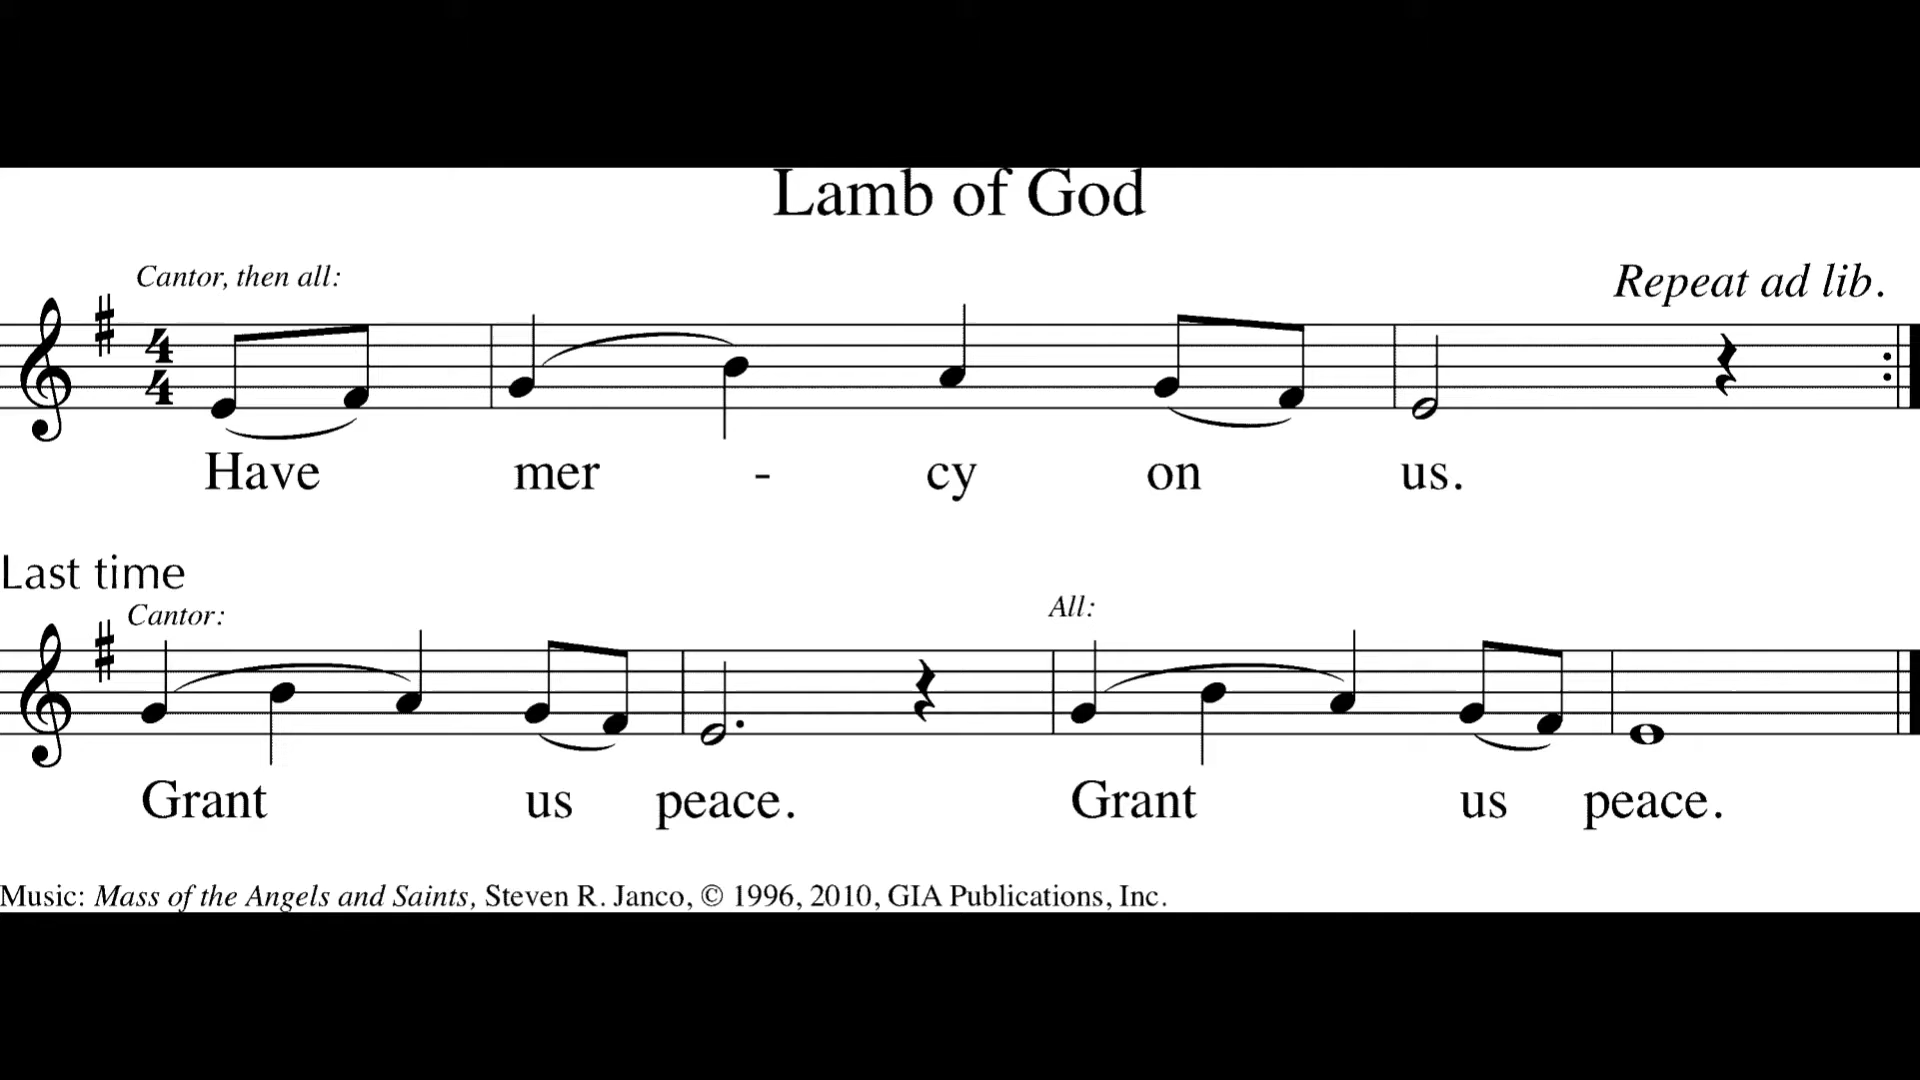 Lamb of God
Cantor, then all:
Repeat ad lib.
4
4
Have mer - cy on us.
Last time
Cantor:
All:
Grant us peace. Grant us peace.
Music: Mass of the Angels and Saints, Steven R. Janco, © 1996, 2010, GIA Publications, Inc.